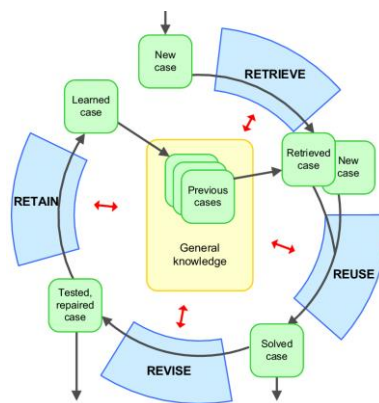 New
case
RETRIEVE
Learned
case
Retrieved
case
New
case
Previous
cases
RETAIN
General
knowledge
REUSE
Tested,
repaired
case
Solved
case
REVISE